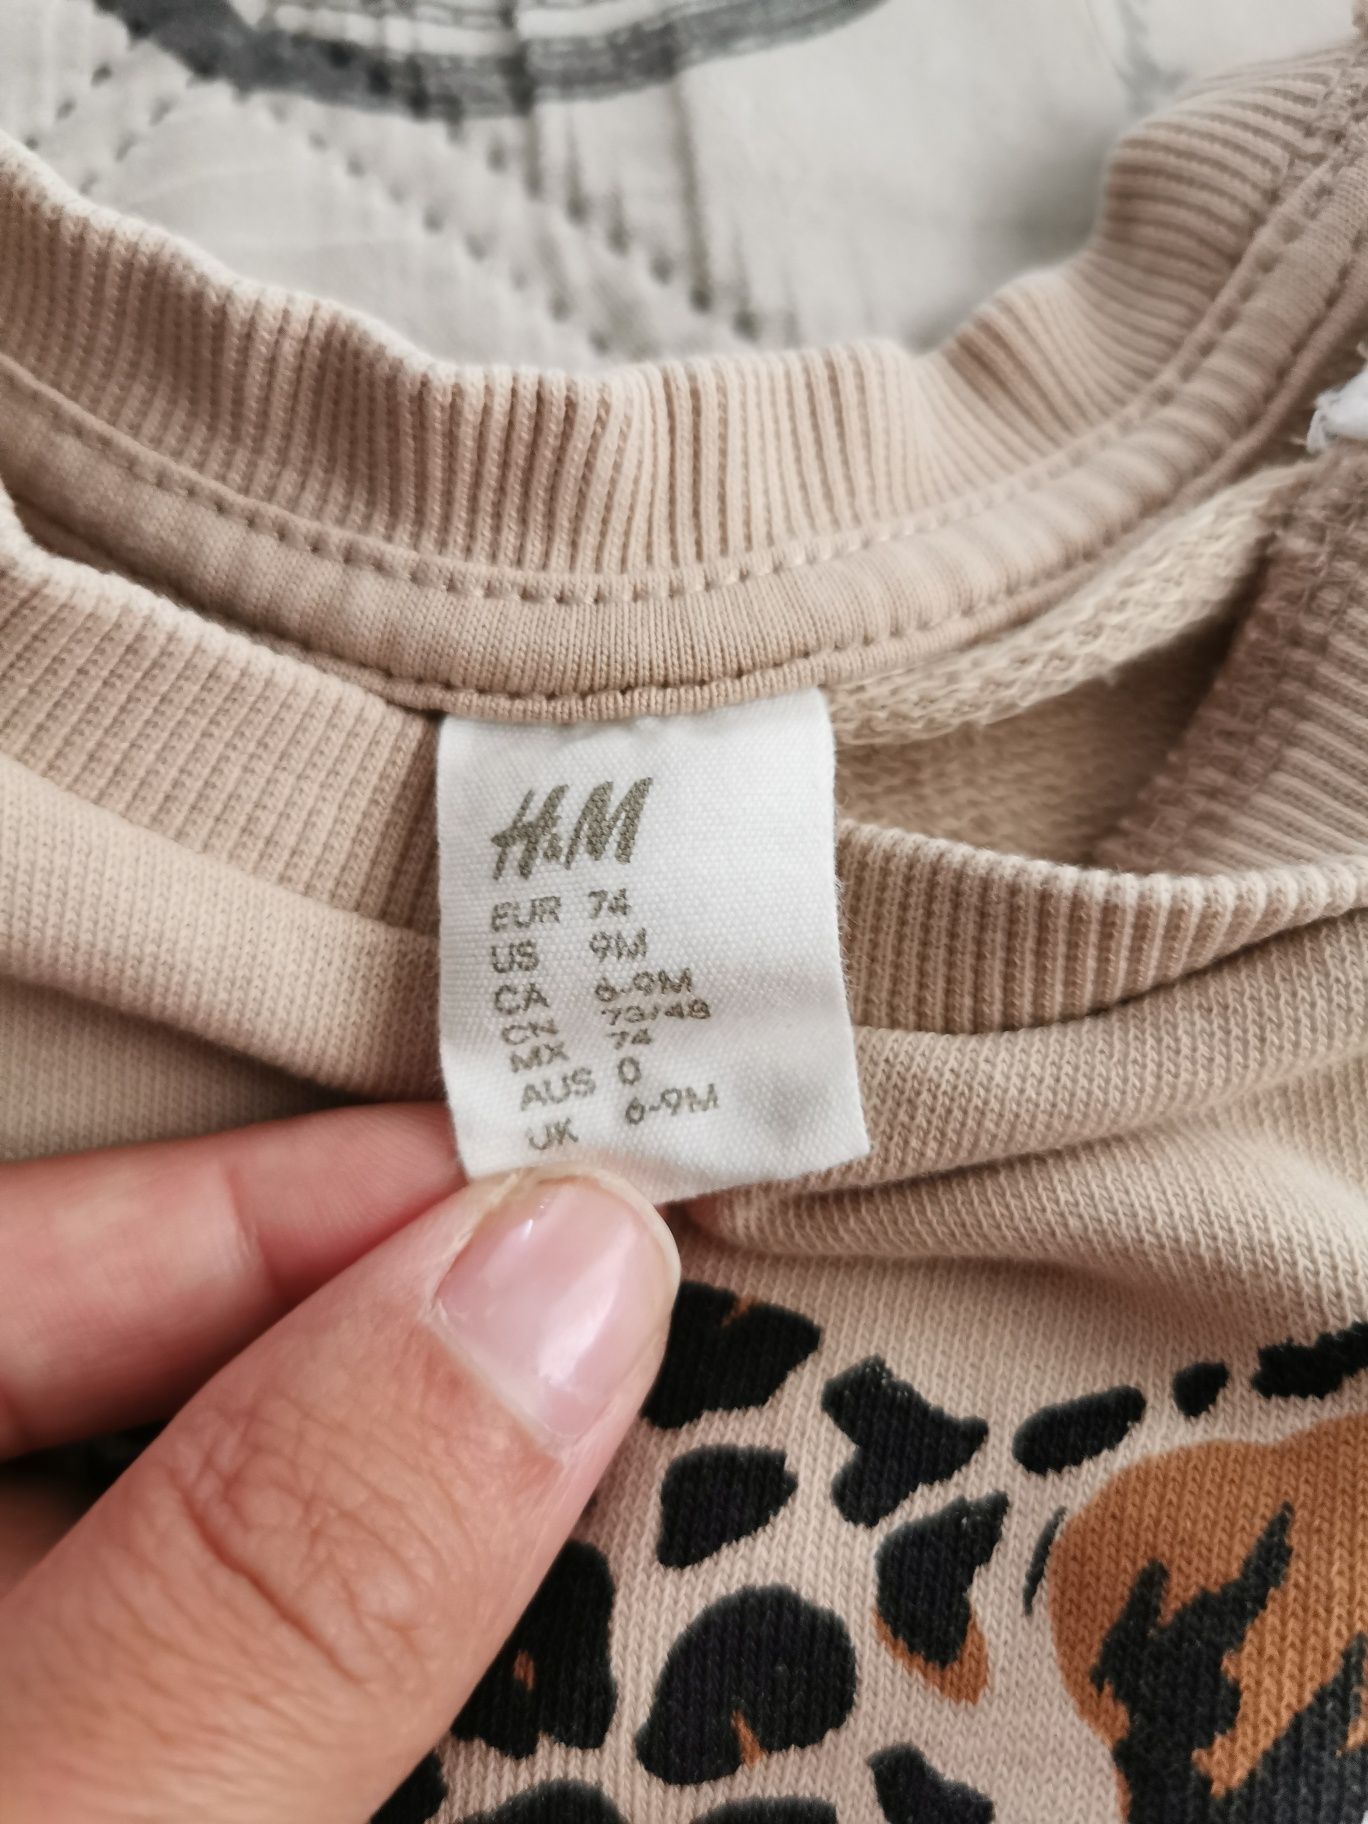 H&M
EUR 74
US 9M
CA 6-9M
CN 73/48
MX 74
AUS 0
UK 6-9M